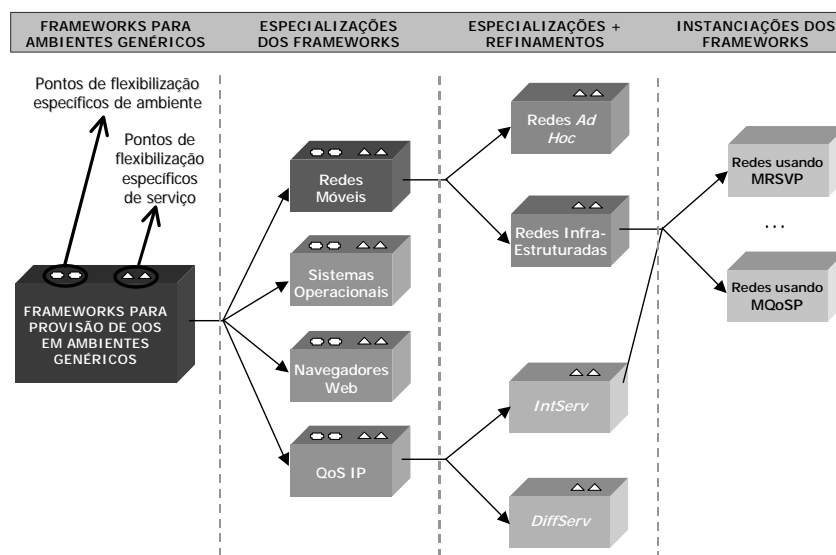 FRAMEWORKS PARA
AMBIENTES GENÉRICOS
ESPECIALIZAÇÕES
DOS FRAMEWORKS
ESPECIALIZAÇÕES +
REFINAMENTOS
INSTANCIAÇÕES DOS
FRAMEWORKS
Pontos de flexibilização
específicos de ambiente
Pontos de
flexibilização
específicos
de serviço
FRAMEWORKS PARA
PROVISÃO DE QOS
EM AMBIENTES
GENÉRICOS
Redes
Móveis
Sistemas
Operacionais
Navegadores
Web
QoS IP
Redes Ad
Hoc
Redes Infra-
Estruturadas
IntServ
DiffServ
Redes usando
MRSVP
...
Redes usando
MQoSP